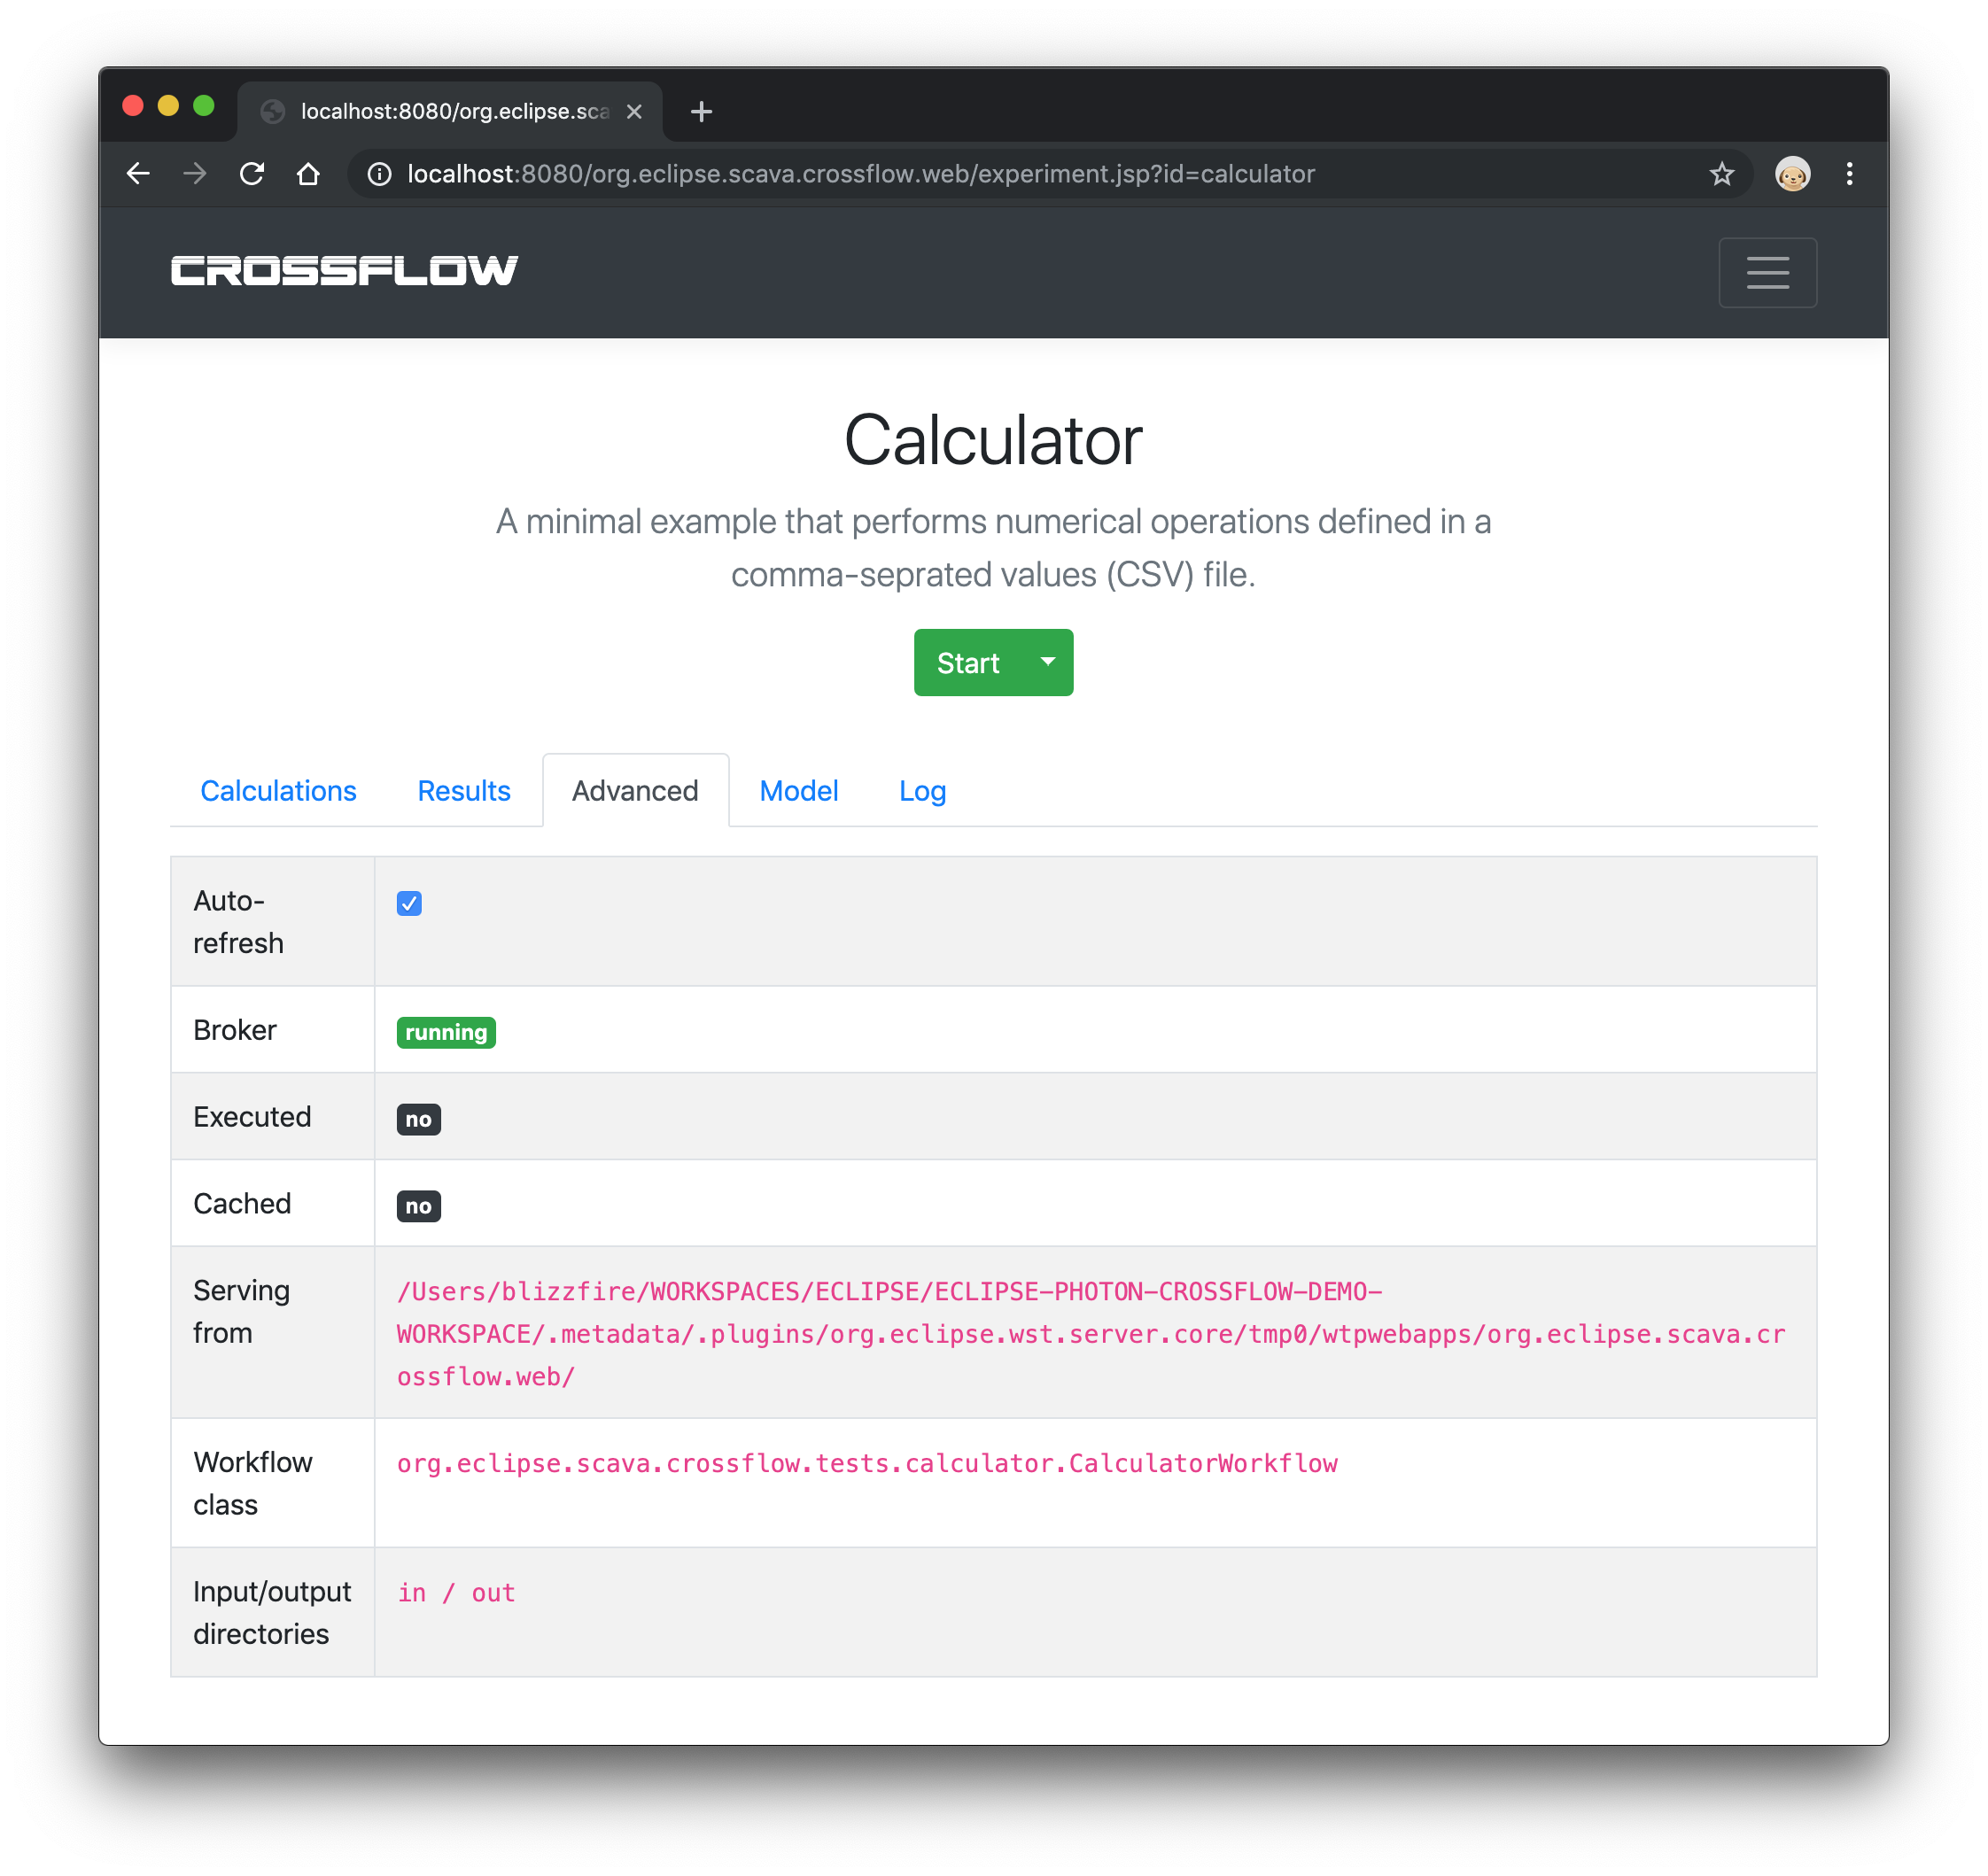 localhost:8080/org.eclipse.sca
localhost:8080/org.eclipse.scava.crossflow.web/experiment.jsp?id=calculator
CROSSFLOW
Calculator
A minimal example that performs numerical operations defined in a
comma-seprated values (CSV) file.
Start
Calculations Results Advanced Model Log
Auto-
refresh
Broker running
Executed no
Cached no
Serving
from
/Users/blizzfire/WORKSPACES/ECLIPSE/ECLIPSE-PHOTON-CROSSFLOW-DEMO-
WORKSPACE/.metadata/.plugins/org.eclipse.wst.server.core/tmp0/wtpwebapps/org.eclipse.scava.cr
ossflow.web/
Workflow
class
org.eclipse.scava.crossflow.tests.calculator.CalculatorWorkflow
Input/output
directories
in / out